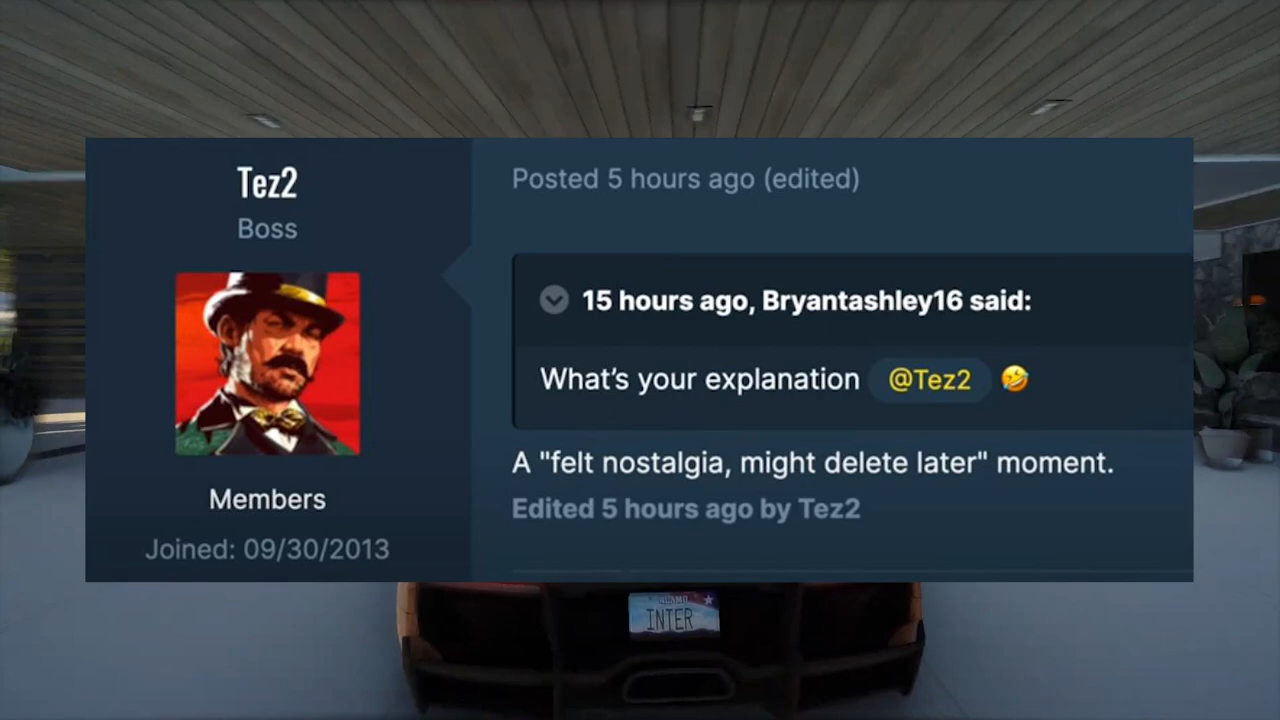 Tez2
Boss
Members
Joined: 09/30/2013
Posted 5 hours ago (edited)
15 hours ago, Bryantashley16 said:
What’s your explanation @Tez2 🤣
A "felt nostalgia, might delete later" moment.
Edited 5 hours ago by Tez2
INTER